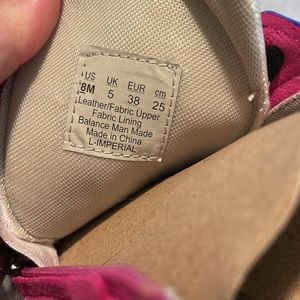 US UK EUR cm
8M 5 38 25
Leather/Fabric Upper
Fabric Lining
Balance Man Made
Made in China
L-IMPERIAL